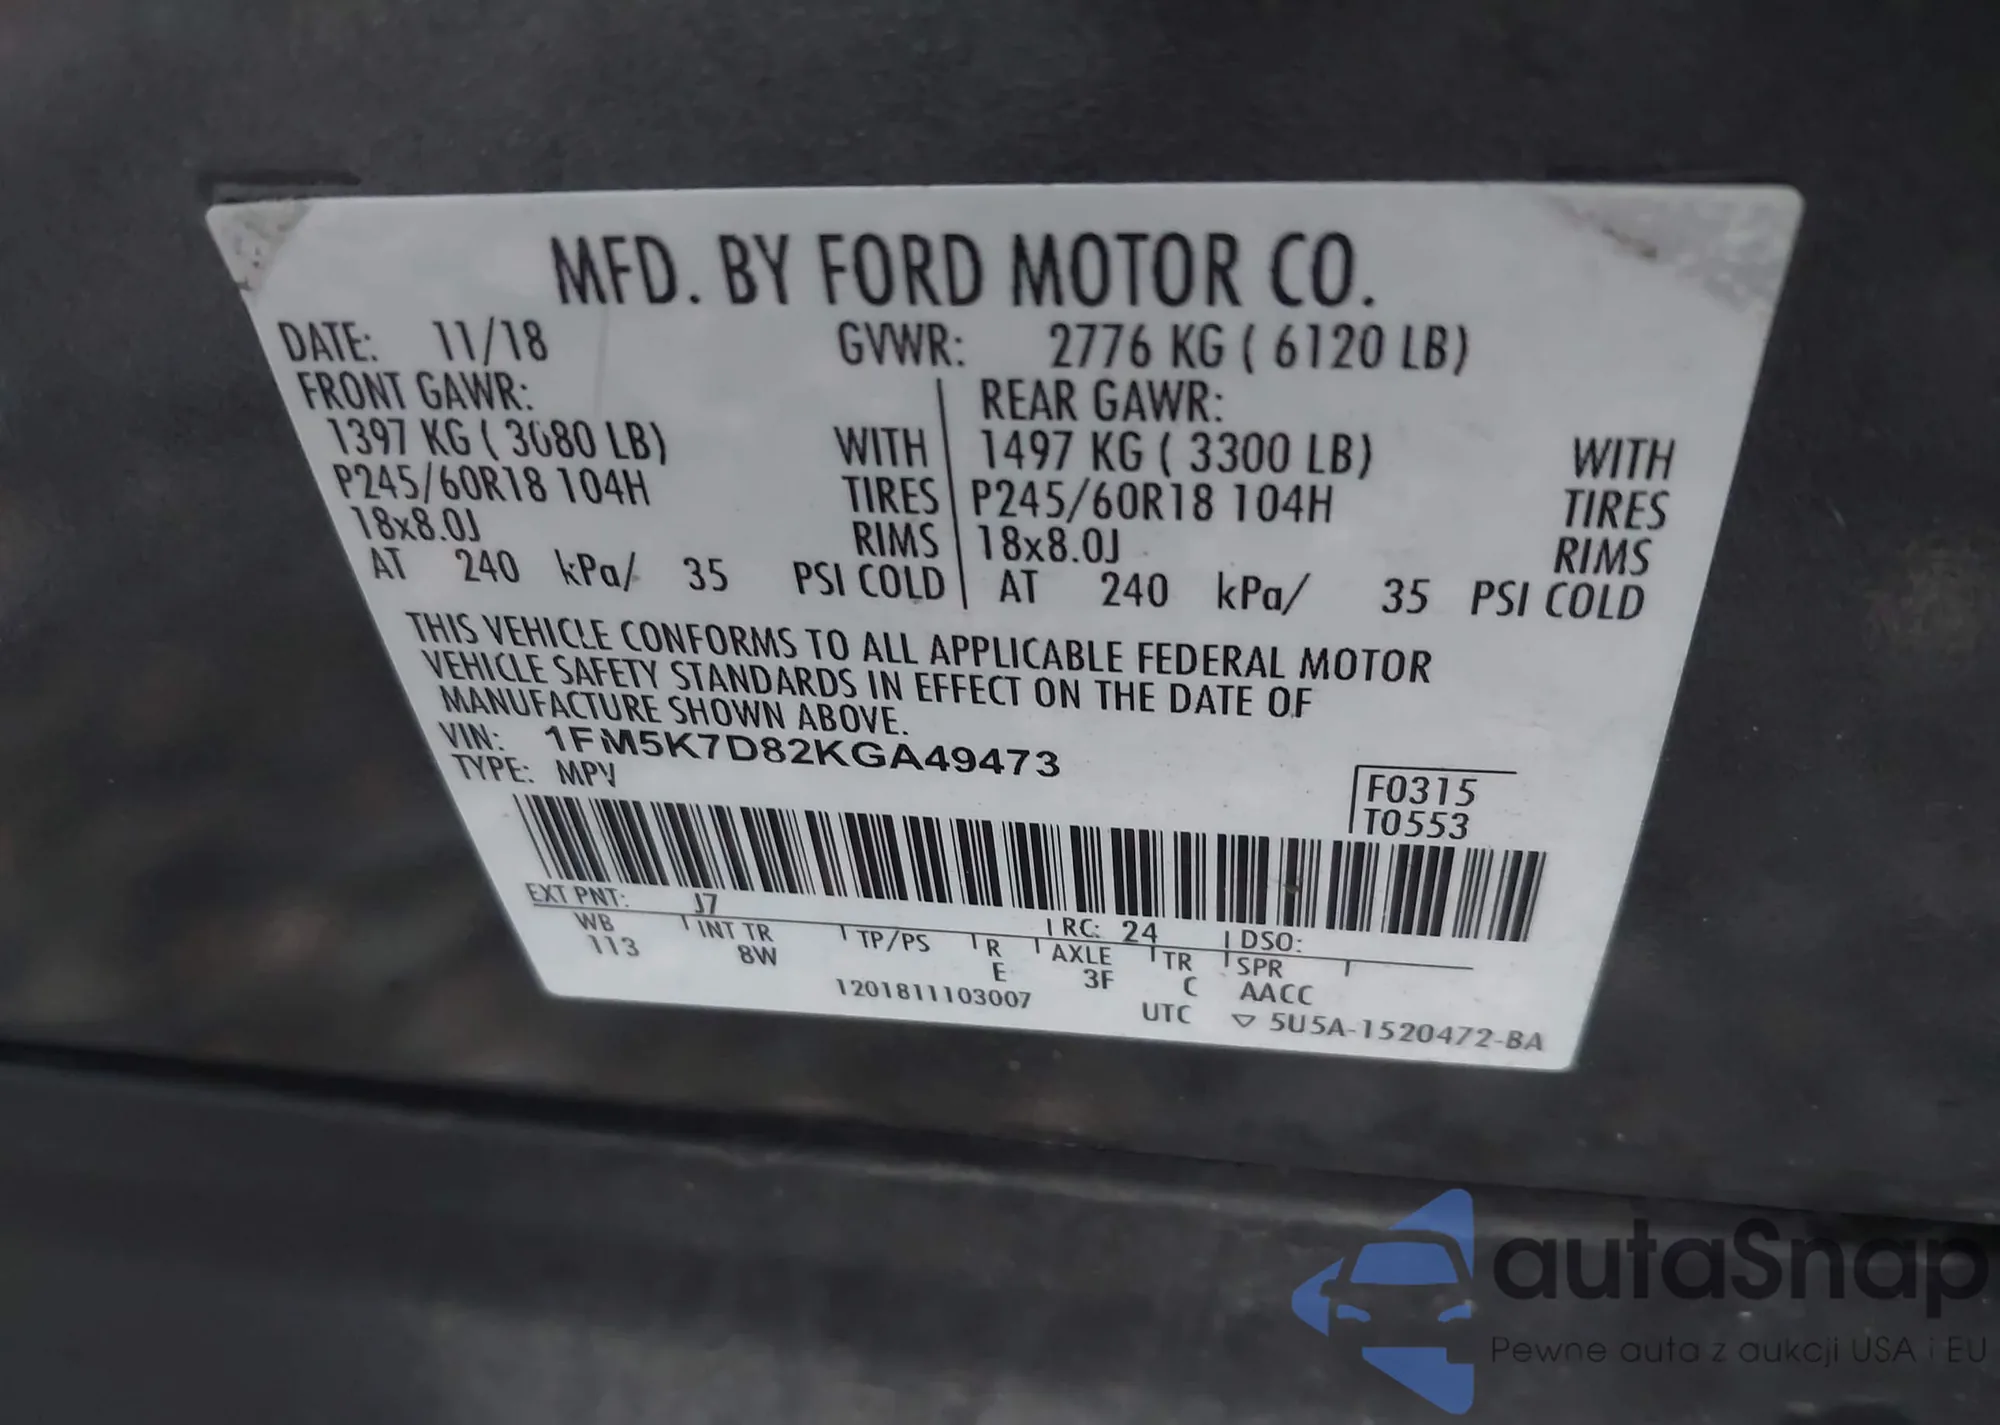 MFD. BY FORD MOTOR CO.
DATE: 11/18 GVWR: 2776 KG ( 6120 LB)
FRONT GAWR: REAR GAWR:
1397 KG ( 3080 LB) WITH 1497 KG ( 3300 LB) WITH
P245/60R18 104H TIRES P245/60R18 104H TIRES
18x8.0J RIMS 18x8.0J RIMS
AT 240 kPa/ 35 PSI COLD AT 240 kPa/ 35 PSI COLD
THIS VEHICLE CONFORMS TO ALL APPLICABLE FEDERAL MOTOR
VEHICLE SAFETY STANDARDS IN EFFECT ON THE DATE OF
MANUFACTURE SHOWN ABOVE.
VIN: 1FM5K7D82KGA49473
TYPE: MPV
F0315
T0553
EXT PNT: J7 RC: 24 DSO:
WB INT TR TP/PS R AXLE TR SPR
113 8W E 3F C AACC
1201811103007 UTC ▽ 5U5A-1520472-BA
autaSnap
Pewne auta z aukcji USA i EU